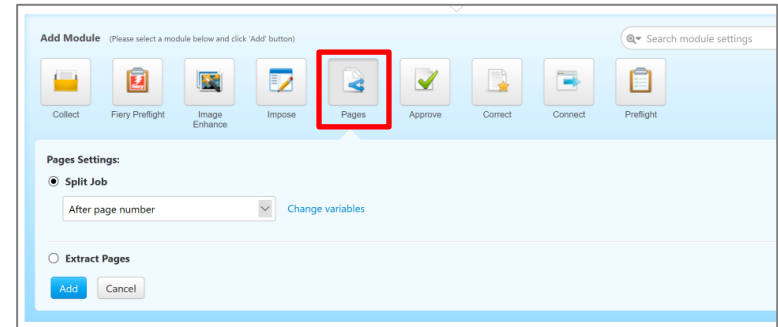 Add Module (Please select a module below and click 'Add' button)
Search module settings
Collect
Fiery Preflight
Image
Enhance
Impose
Pages
Approve
Correct
Connect
Preflight
Pages Settings:
Split Job
After page number
Change variables
Extract Pages
Add Cancel